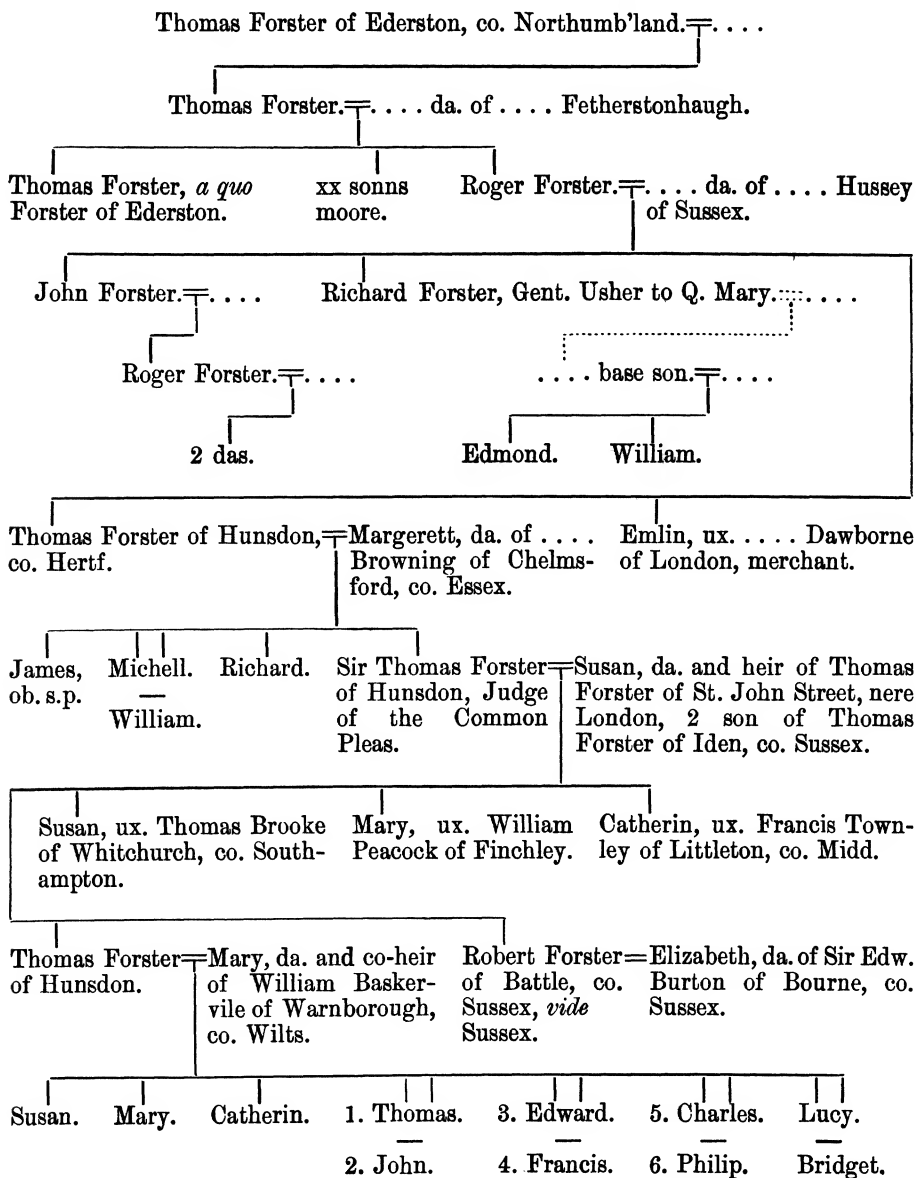 Thomas Forster of Ederston, co. Northumb'land.=. . . .
Thomas Forster.=. . . . da. of . . . . Fetherstonhaugh.
Thomas Forster, a quo
Forster of Ederston.
xx sonns
moore.
Roger Forster.=. . . . da. of . . . . Hussey
of Sussex.
John Forster.=. . . .
Richard Forster, Gent. Usher to Q. Mary.::::. . . .
Roger Forster.=. . . .
. . . . base son.=. . . .
2 das.
Edmond.
William.
Thomas Forster of Hunsdon,=
co. Hertf.
Margerett, da. of . . . .
Browning of Chelms-
ford, co. Essex.
Emlin, ux. . . . . Dawborne
of London, merchant.
James,
ob. s.p.
Michell.
—
William.
Richard.
Sir Thomas Forster=
of Hunsdon, Judge
of the Common
Pleas.
Susan, da. and heir of Thomas
Forster of St. John Street, nere
London, 2 son of Thomas
Forster of Iden, co. Sussex.
Susan, ux. Thomas Brooke
of Whitchurch, co. South-
ampton.
Mary, ux. William
Peacock of Finchley.
Catherin, ux. Francis Town-
ley of Littleton, co. Midd.
Thomas Forster=
of Hunsdon.
Mary, da. and co-heir
of William Basker-
vile of Warnborough,
co. Wilts.
Robert Forster=
of Battle, co.
Sussex, vide
Sussex.
Elizabeth, da. of Sir Edw.
Burton of Bourne, co.
Sussex.
Susan.
Mary.
Catherin.
1. Thomas.
—
2. John.
3. Edward.
—
4. Francis.
5. Charles.
—
6. Philip.
Lucy.
—
Bridget.